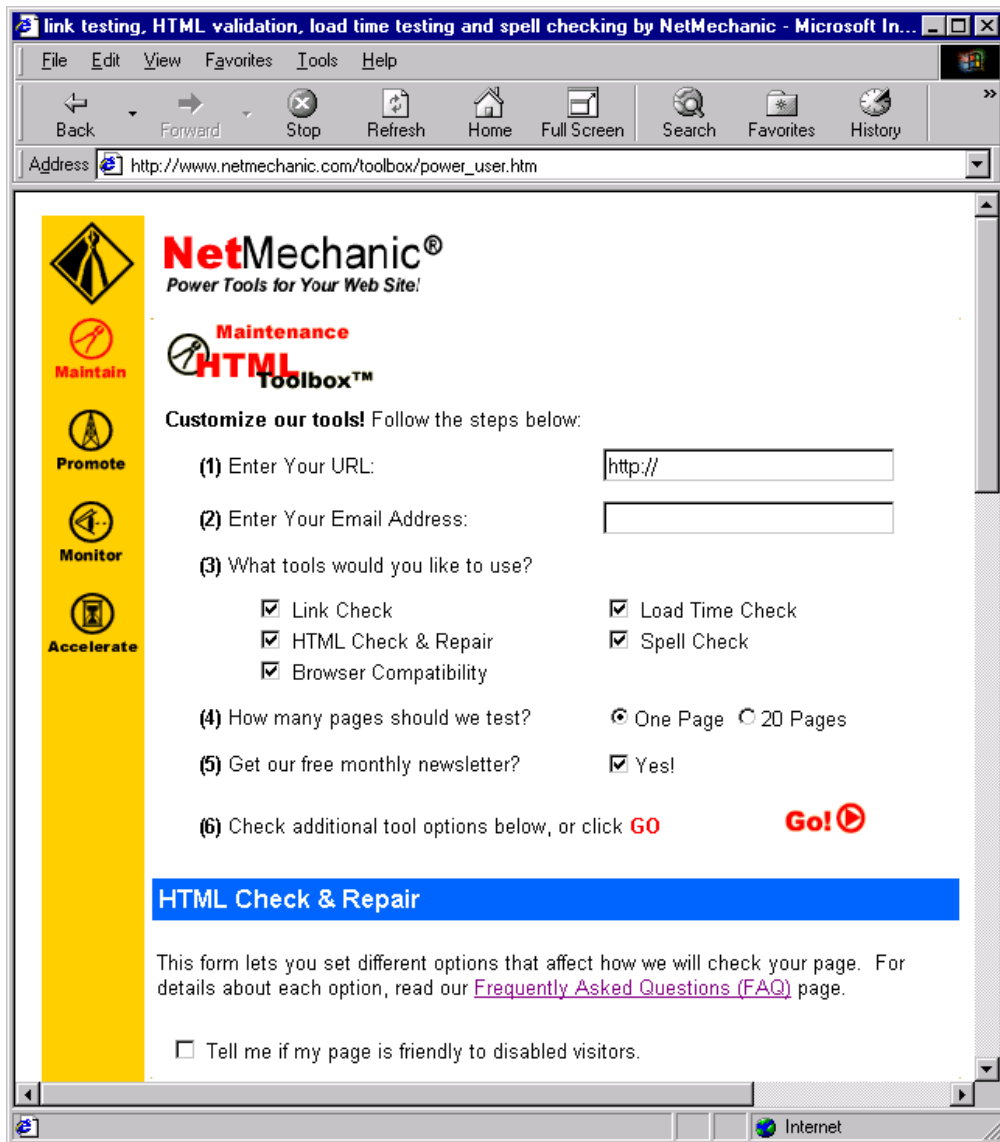 link testing, HTML validation, load time testing and spell checking by NetMechanic - Microsoft In...
File Edit View Favorites Tools Help
Back Forward Stop Refresh Home Full Screen Search Favorites History »
Address http://www.netmechanic.com/toolbox/power_user.htm
NetMechanic®
Power Tools for Your Web Site!
Maintain
Promote
Monitor
Accelerate
Maintenance
HTML
Toolbox™
Customize our tools! Follow the steps below:
(1) Enter Your URL: http://
(2) Enter Your Email Address:
(3) What tools would you like to use?
Link Check Load Time Check
HTML Check & Repair Spell Check
Browser Compatibility
(4) How many pages should we test? One Page 20 Pages
(5) Get our free monthly newsletter? Yes!
(6) Check additional tool options below, or click GO Go!
HTML Check & Repair
This form lets you set different options that affect how we will check your page. For
details about each option, read our Frequently Asked Questions (FAQ) page.
Tell me if my page is friendly to disabled visitors.
Internet